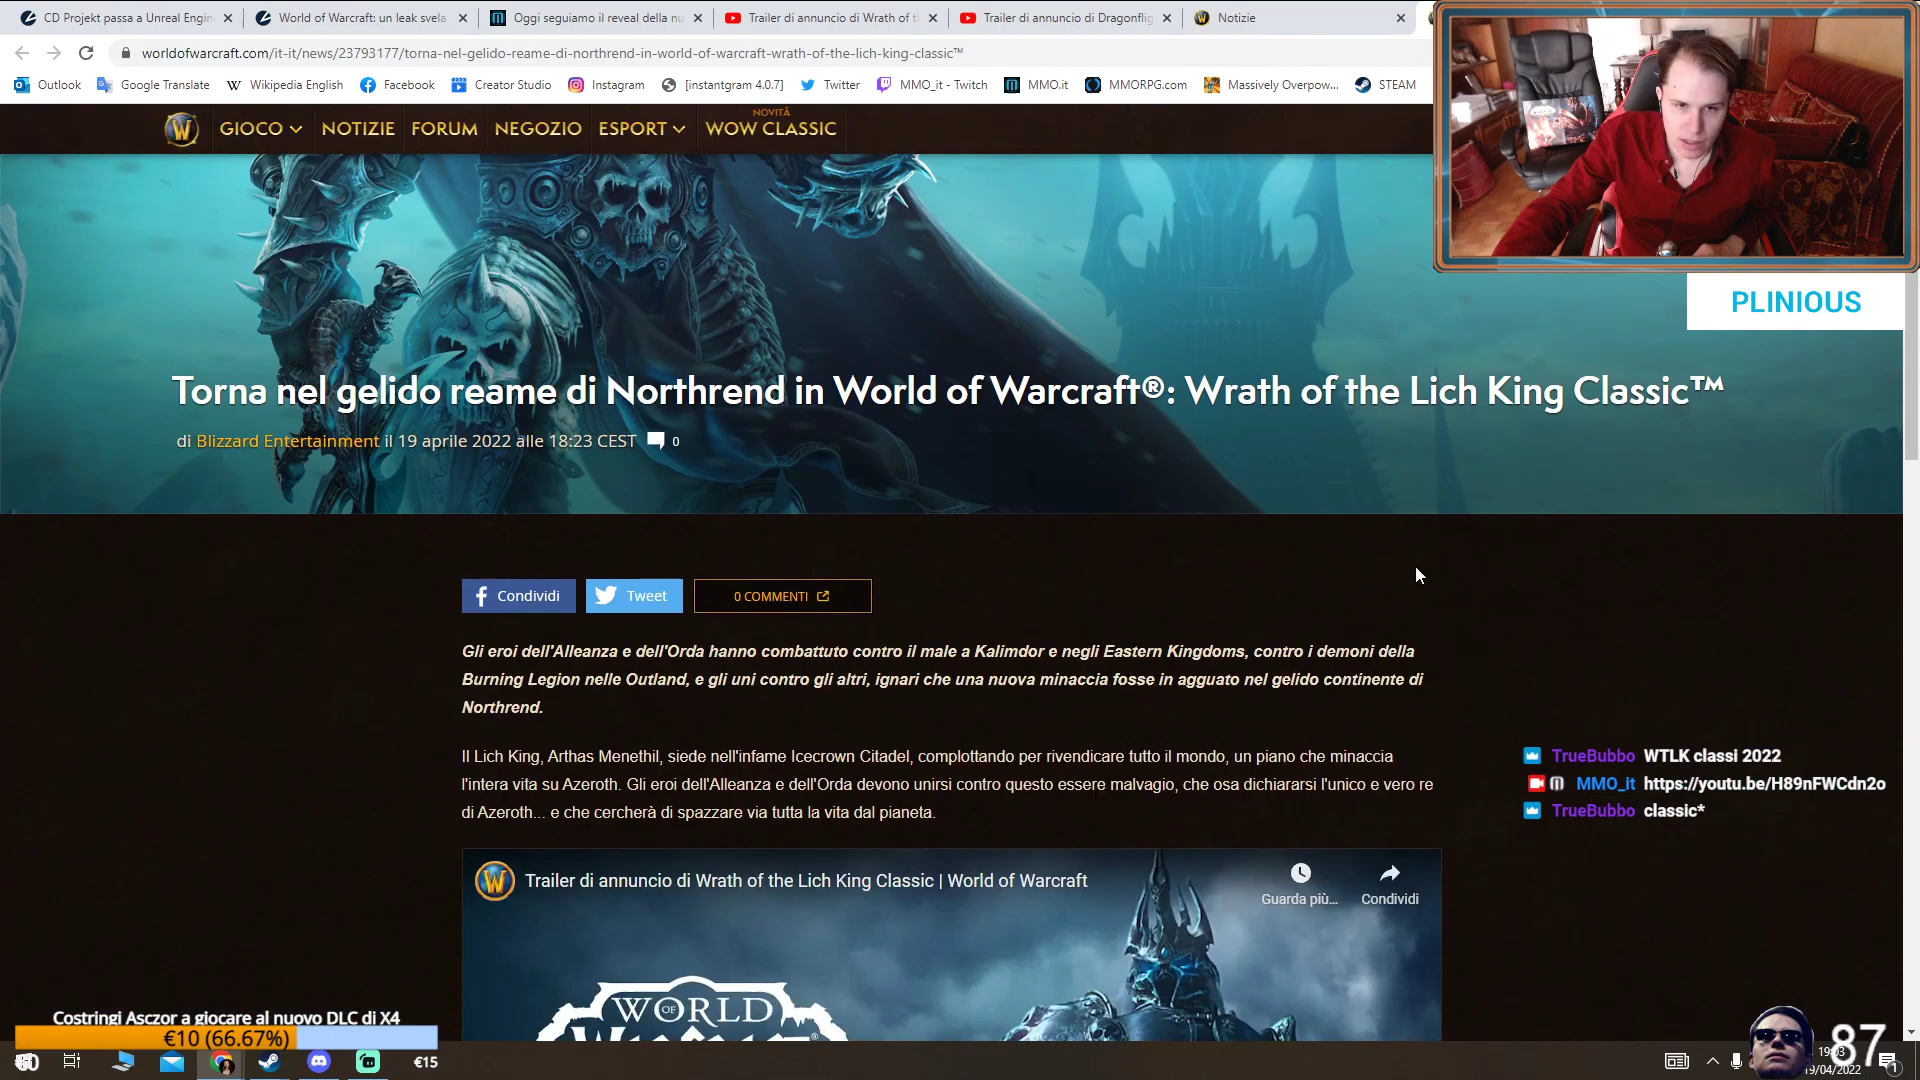 CD Projekt passa a Unreal Engin
World of Warcraft: un leak svela
Oggi seguiamo il reveal della nu
Trailer di annuncio di Wrath of t
Trailer di annuncio di Dragonflig
Notizie
worldofwarcraft.com/it-it/news/23793177/torna-nel-gelido-reame-di-northrend-in-world-of-warcraft-wrath-of-the-lich-king-classic™
Outlook Google Translate Wikipedia English Facebook Creator Studio Instagram [instantgram 4.0.7] Twitter MMO_it - Twitch MMO.it MMORPG.com Massively Overpow... STEAM
NOVITÀ
GIOCO NOTIZIE FORUM NEGOZIO ESPORT WOW CLASSIC
PLINIOUS
Torna nel gelido reame di Northrend in World of Warcraft®: Wrath of the Lich King Classic™
di Blizzard Entertainment il 19 aprile 2022 alle 18:23 CEST 0
Condividi Tweet 0 COMMENTI
Gli eroi dell'Alleanza e dell'Orda hanno combattuto contro il male a Kalimdor e negli Eastern Kingdoms, contro i demoni della
Burning Legion nelle Outland, e gli uni contro gli altri, ignari che una nuova minaccia fosse in agguato nel gelido continente di
Northrend.
Il Lich King, Arthas Menethil, siede nell'infame Icecrown Citadel, complottando per rivendicare tutto il mondo, un piano che minaccia
l'intera vita su Azeroth. Gli eroi dell'Alleanza e dell'Orda devono unirsi contro questo essere malvagio, che osa dichiararsi l'unico e vero re
di Azeroth... e che cercherà di spazzare via tutta la vita dal pianeta.
TrueBubbo WTLK classi 2022
MMO_it https://youtu.be/H89nFWCdn2o
TrueBubbo classic*
Trailer di annuncio di Wrath of the Lich King Classic | World of Warcraft
Guarda più... Condividi
WORLD
OF
Costringi Asczor a giocare al nuovo DLC di X4
€10 (66.67%)
€15
87
19:03
19/04/2022
1